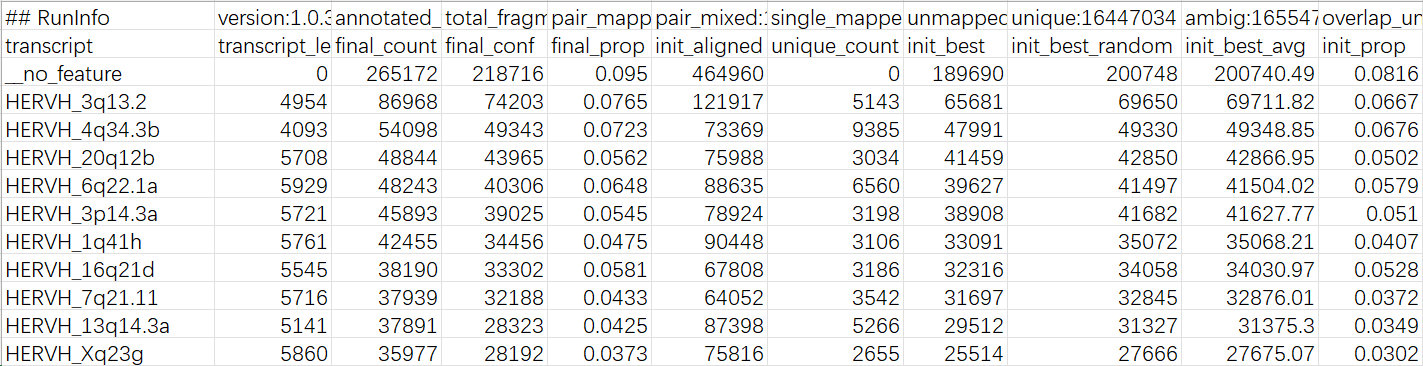 ## RunInfo version:1.0.3 annotated_ total_fragm pair_mapp pair_mixed: single_mappe unmapped unique:16447034 ambig:165547 overlap_un
transcript transcript_le final_count final_conf final_prop init_aligned unique_count init_best init_best_random init_best_avg init_prop
__no_feature 0 265172 218716 0.095 464960 0 189690 200748 200740.49 0.0816
HERVH_3q13.2 4954 86968 74203 0.0765 121917 5143 65681 69650 69711.82 0.0667
HERVH_4q34.3b 4093 54098 49343 0.0723 73369 9385 47991 49330 49348.85 0.0676
HERVH_20q12b 5708 48844 43965 0.0562 75988 3034 41459 42850 42866.95 0.0502
HERVH_6q22.1a 5929 48243 40306 0.0648 88635 6560 39627 41497 41504.02 0.0579
HERVH_3p14.3a 5721 45893 39025 0.0545 78924 3198 38908 41682 41627.77 0.051
HERVH_1q41h 5761 42455 34456 0.0475 90448 3106 33091 35072 35068.21 0.0407
HERVH_16q21d 5545 38190 33302 0.0581 67808 3186 32316 34058 34030.97 0.0528
HERVH_7q21.11 5716 37939 32188 0.0433 64052 3542 31697 32845 32876.01 0.0372
HERVH_13q14.3a 5141 37891 28323 0.0425 87398 5266 29512 31327 31375.3 0.0349
HERVH_Xq23g 5860 35977 28192 0.0373 75816 2655 25514 27666 27675.07 0.0302